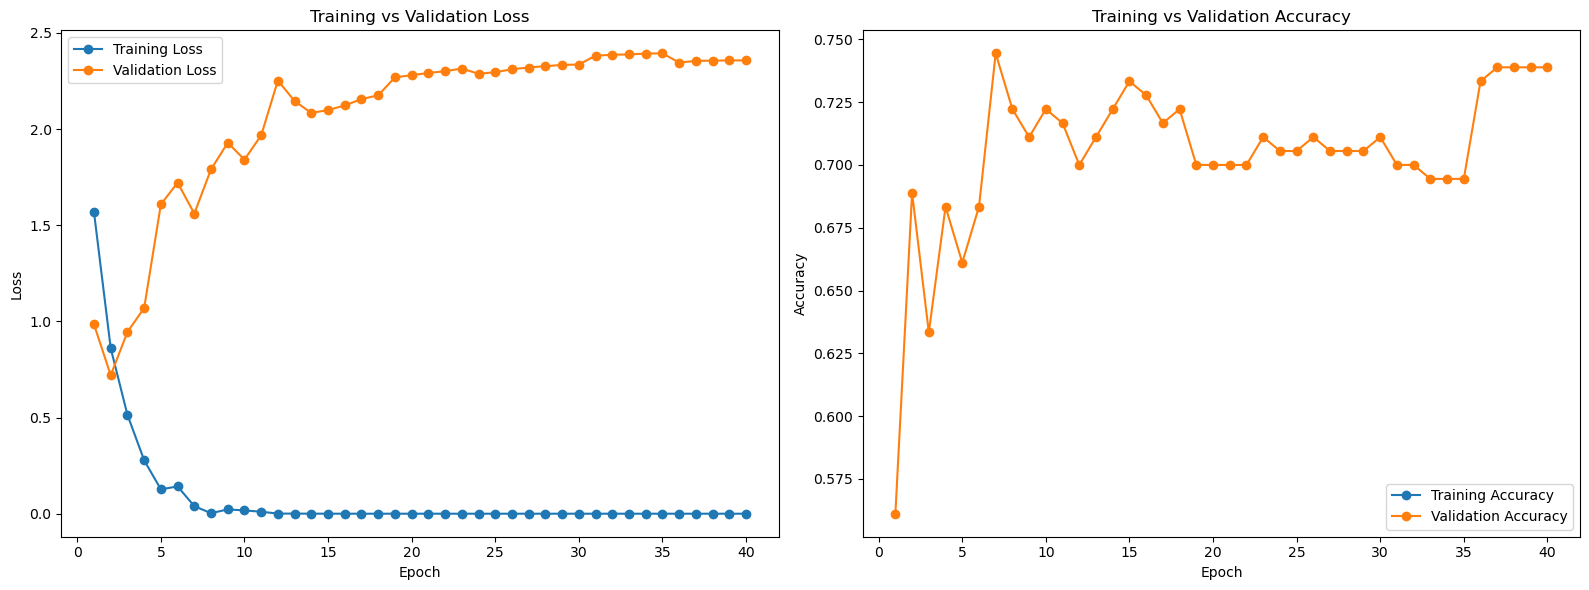 Training vs Validation Loss
2.5
2.0
1.5
1.0
0.5
0.0
Loss
Training Loss
Validation Loss
0 5 10 15 20 25 30 35 40
Epoch
Training vs Validation Accuracy
0.750
0.725
0.700
0.675
0.650
0.625
0.600
0.575
Accuracy
Training Accuracy
Validation Accuracy
0 5 10 15 20 25 30 35 40
Epoch